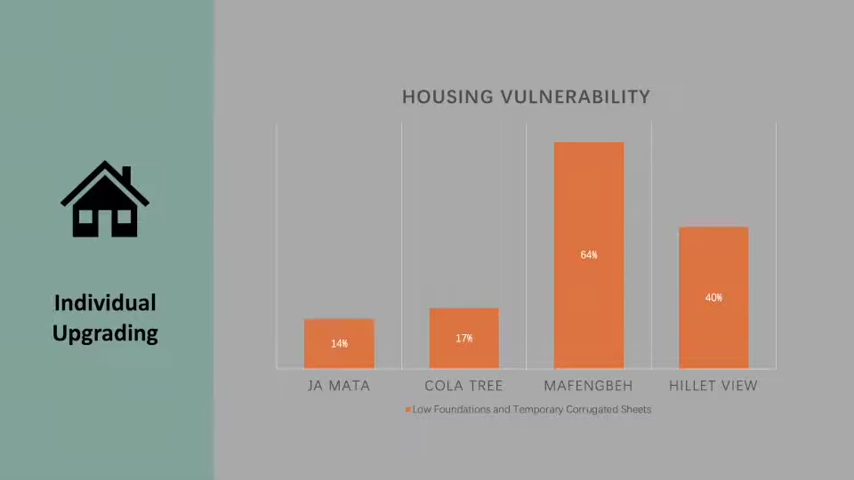 Individual
Upgrading
HOUSING VULNERABILITY
14%
17%
64%
40%
JA MATA
COLA TREE
MAFENGBEH
HILLET VIEW
Low Foundations and Temporary Corrugated Sheets